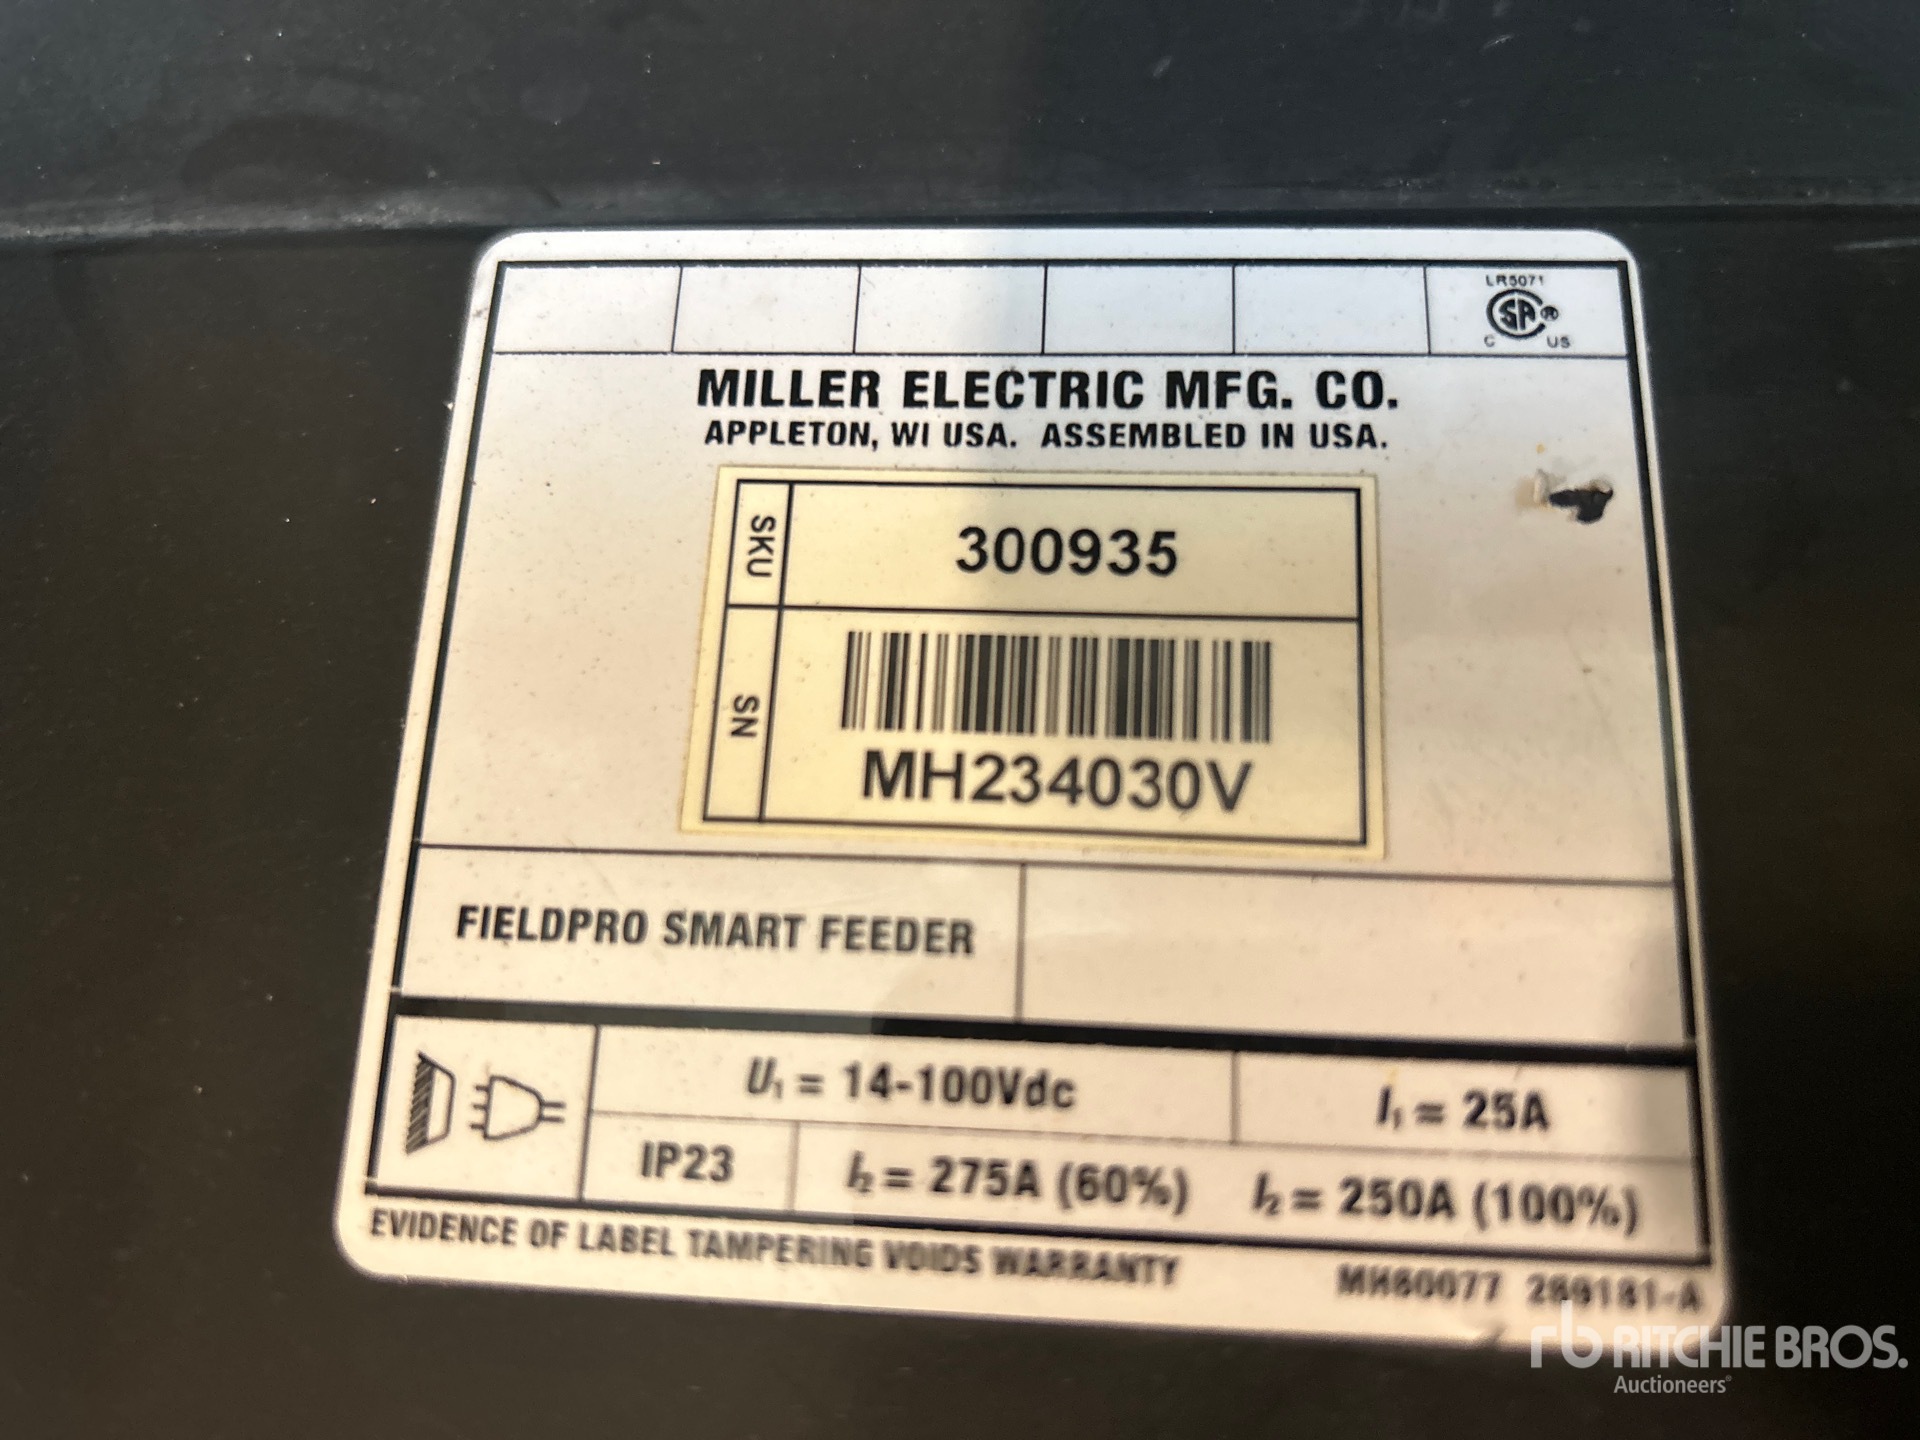 LR5071
SA®
C US
MILLER ELECTRIC MFG. CO.
APPLETON, WI USA. ASSEMBLED IN USA.
SKU 300935
SN
MH234030V
FIELDPRO SMART FEEDER
U₁ = 14-100Vdc I₁ = 25A
IP23 I₂ = 275A (60%) I₂ = 250A (100%)
EVIDENCE OF LABEL TAMPERING VOIDS WARRANTY
MH60077 289181-A
rb RITCHIE BROS.
Auctioneers®